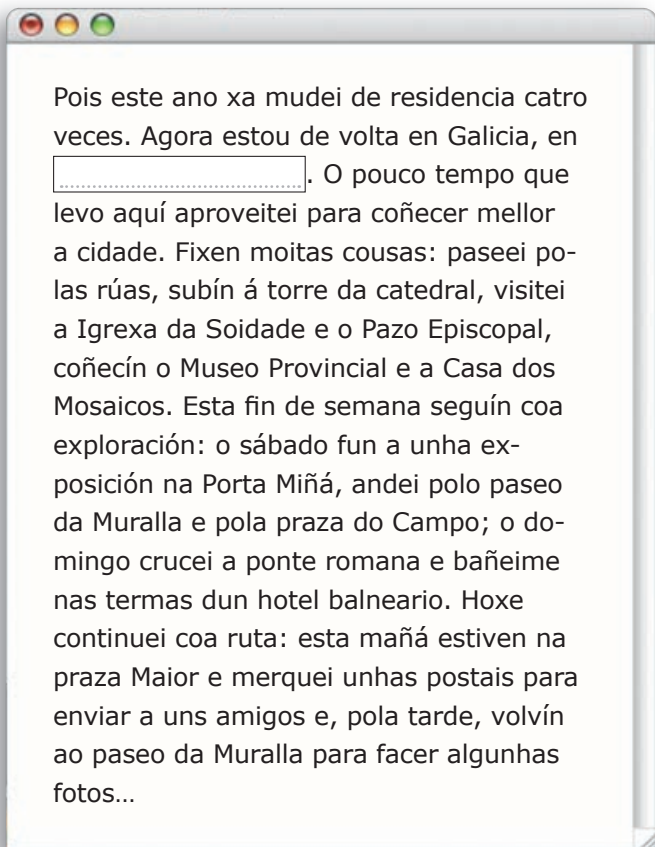 Pois este ano xa mudei de residencia catro
veces. Agora estou de volta en Galicia, en
. O pouco tempo que
levo aquí aproveitei para coñecer mellor
a cidade. Fixen moitas cousas: paseei po-
las rúas, subín á torre da catedral, visitei
a Igrexa da Soidade e o Pazo Episcopal,
coñecín o Museo Provincial e a Casa dos
Mosaicos. Esta fin de semana seguín coa
exploración: o sábado fun a unha ex-
posición na Porta Miñá, andei polo paseo
da Muralla e pola praza do Campo; o do-
mingo crucei a ponte romana e bañeime
nas termas dun hotel balneario. Hoxe
continuei coa ruta: esta mañá estiven na
praza Maior e merquei unhas postais para
enviar a uns amigos e, pola tarde, volvín
ao paseo da Muralla para facer algunhas
fotos…